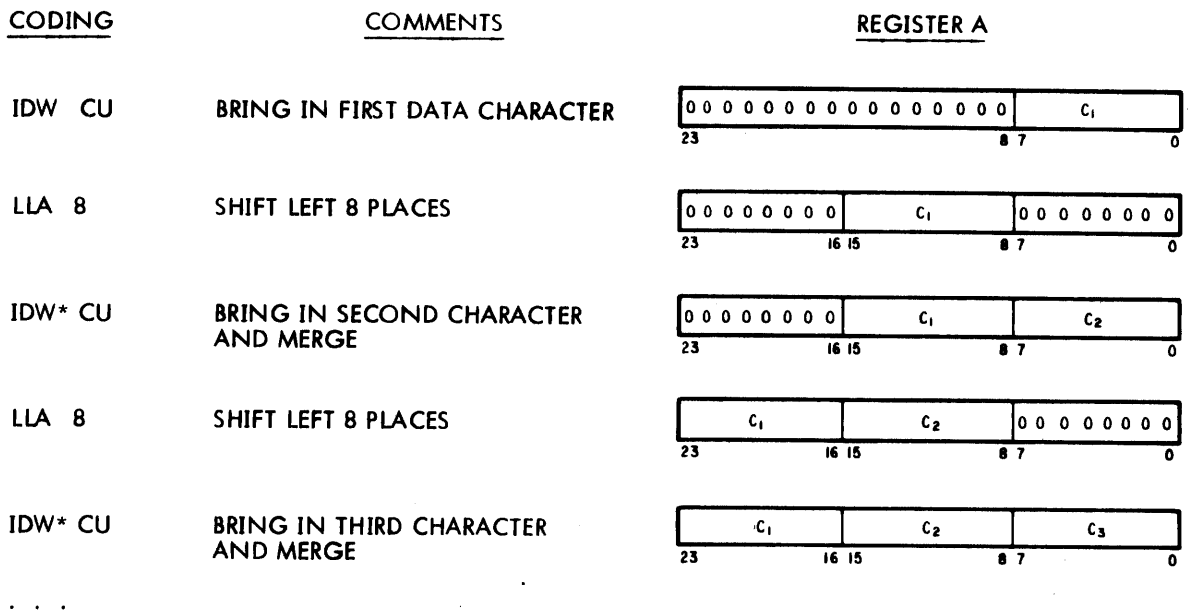 CODING COMMENTS REGISTER A
IDW CU BRING IN FIRST DATA CHARACTER 0 0 0 0 0 0 0 0 0 0 0 0 0 0 0 0 C₁
23 8 7 0
LLA 8 SHIFT LEFT 8 PLACES 0 0 0 0 0 0 0 0 C₁ 0 0 0 0 0 0 0 0
23 16 15 8 7 0
IDW* CU BRING IN SECOND CHARACTER 0 0 0 0 0 0 0 0 C₁ C₂
AND MERGE
23 16 15 8 7 0
LLA 8 SHIFT LEFT 8 PLACES C₁ C₂ 0 0 0 0 0 0 0 0
23 16 15 8 7 0
IDW* CU BRING IN THIRD CHARACTER C₁ C₂ C₃
AND MERGE
23 16 15 8 7 0
. . .